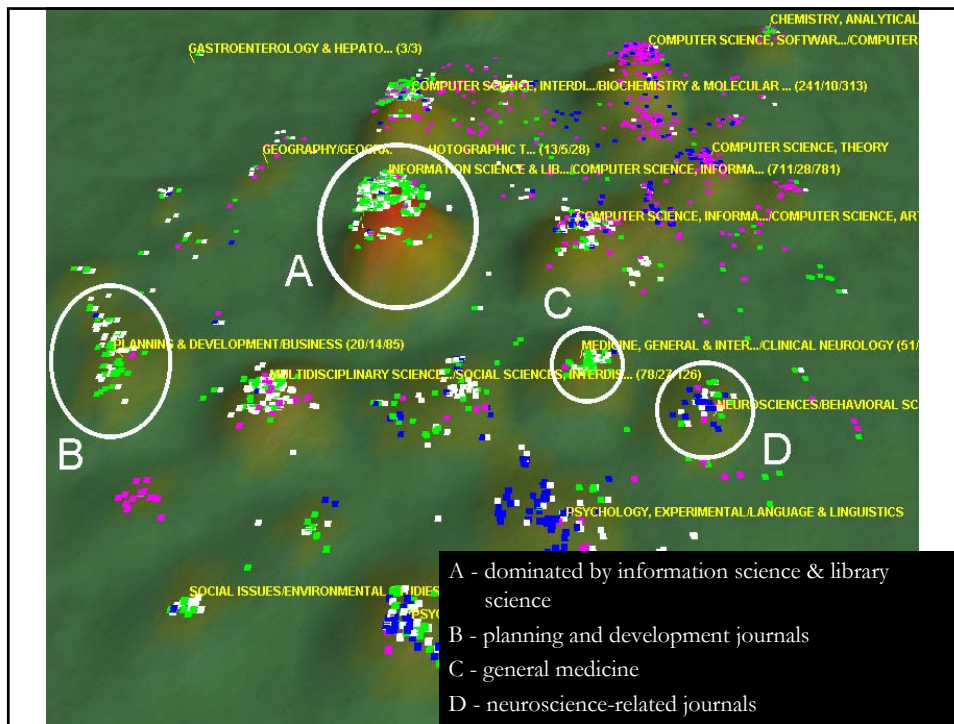 CHEMISTRY, ANALYTICAL
COMPUTER SCIENCE, SOFTWAR.../COMPUTER
GASTROENTEROLOGY & HEPATO... (3/3)
COMPUTER SCIENCE, INTERDI.../BIOCHEMISTRY & MOLECULAR ... (241/10/313)
GEOGRAPHY/GEOGRA. HOTOGRAPHIC T... (13/5/28)
COMPUTER SCIENCE, THEORY
INFORMATION SCIENCE & LIB.../COMPUTER SCIENCE, INFORMA... (711/28/781)
COMPUTER SCIENCE, INFORMA.../COMPUTER SCIENCE, ART
A
C
PLANNING & DEVELOPMENT/BUSINESS (20/14/85)
MEDICINE, GENERAL & INTER.../CLINICAL NEUROLOGY (51/
MULTIDISCIPLINARY SCIENCE.../SOCIAL SCIENCES, INTERDIS... (78/27/126)
NEUROSCIENCES/BEHAVIORAL SC
B
D
PSYCHOLOGY, EXPERIMENTAL/LANGUAGE & LINGUISTICS
SOCIAL ISSUES/ENVIRONMENTAL UDIES
PSYC
A - dominated by information science & library
science
B - planning and development journals
C - general medicine
D - neuroscience-related journals